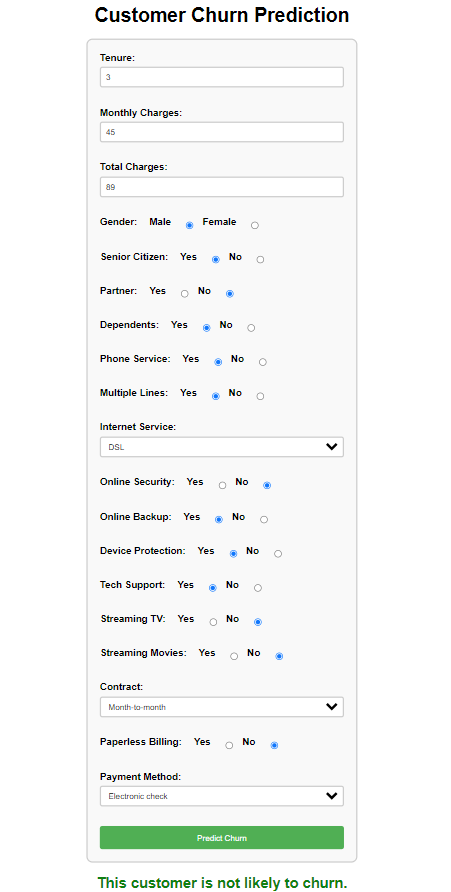 Customer Churn Prediction
Tenure:
3
Monthly Charges:
45
Total Charges:
89
Gender: Male Female
Senior Citizen: Yes No
Partner: Yes No
Dependents: Yes No
Phone Service: Yes No
Multiple Lines: Yes No
Internet Service:
DSL
Online Security: Yes No
Online Backup: Yes No
Device Protection: Yes No
Tech Support: Yes No
Streaming TV: Yes No
Streaming Movies: Yes No
Contract:
Month-to-month
Paperless Billing: Yes No
Payment Method:
Electronic check
Predict Churn
This customer is not likely to churn.